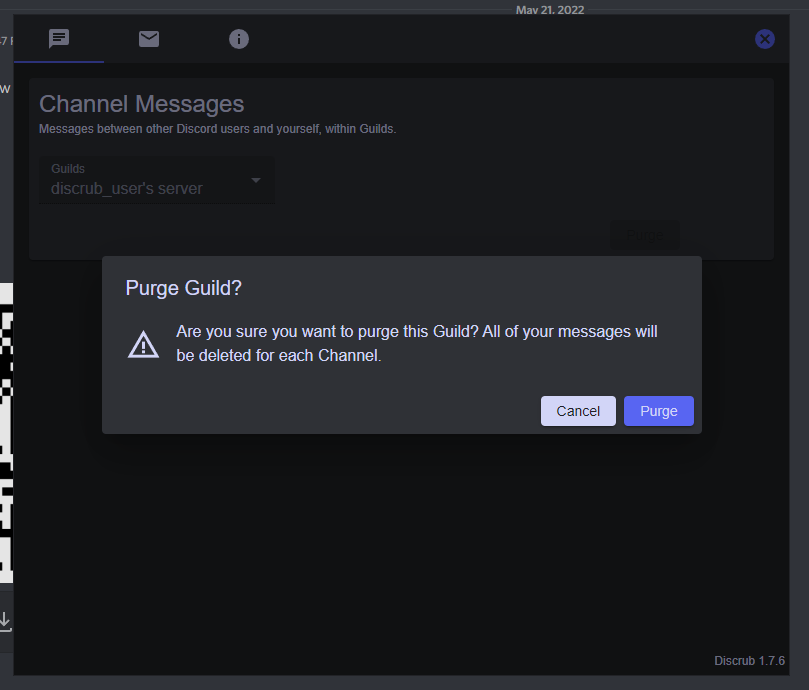 May 21, 2022
Channel Messages
Messages between other Discord users and yourself, within Guilds.
Guilds
discrub_user's server
Purge
Purge Guild?
Are you sure you want to purge this Guild? All of your messages will
be deleted for each Channel.
Cancel
Purge
Discrub 1.7.6